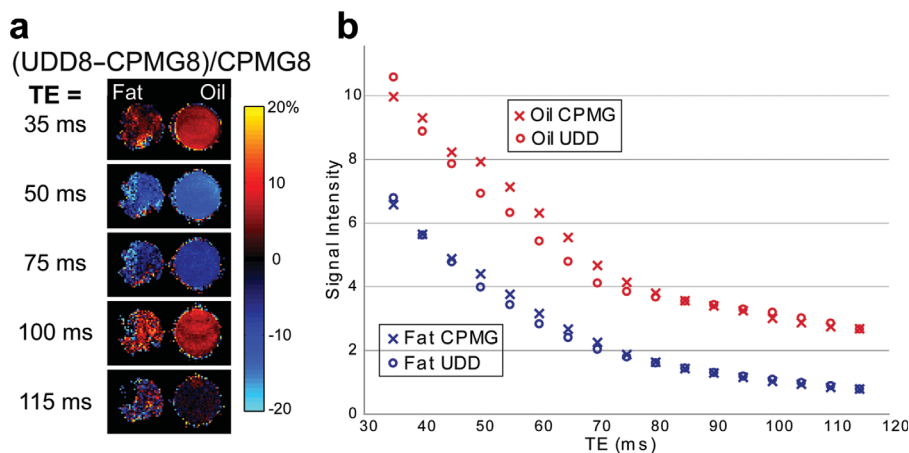 a
(UDD8–CPMG8)/CPMG8
TE =
Fat Oil
35 ms
50 ms
75 ms
100 ms
115 ms
20%
10
0
-10
-20
b
Signal Intensity
10
8
6
4
2
0
Oil CPMG
Oil UDD
Fat CPMG
Fat UDD
30 40 50 60 70 80 90 100 110 120
TE (ms)